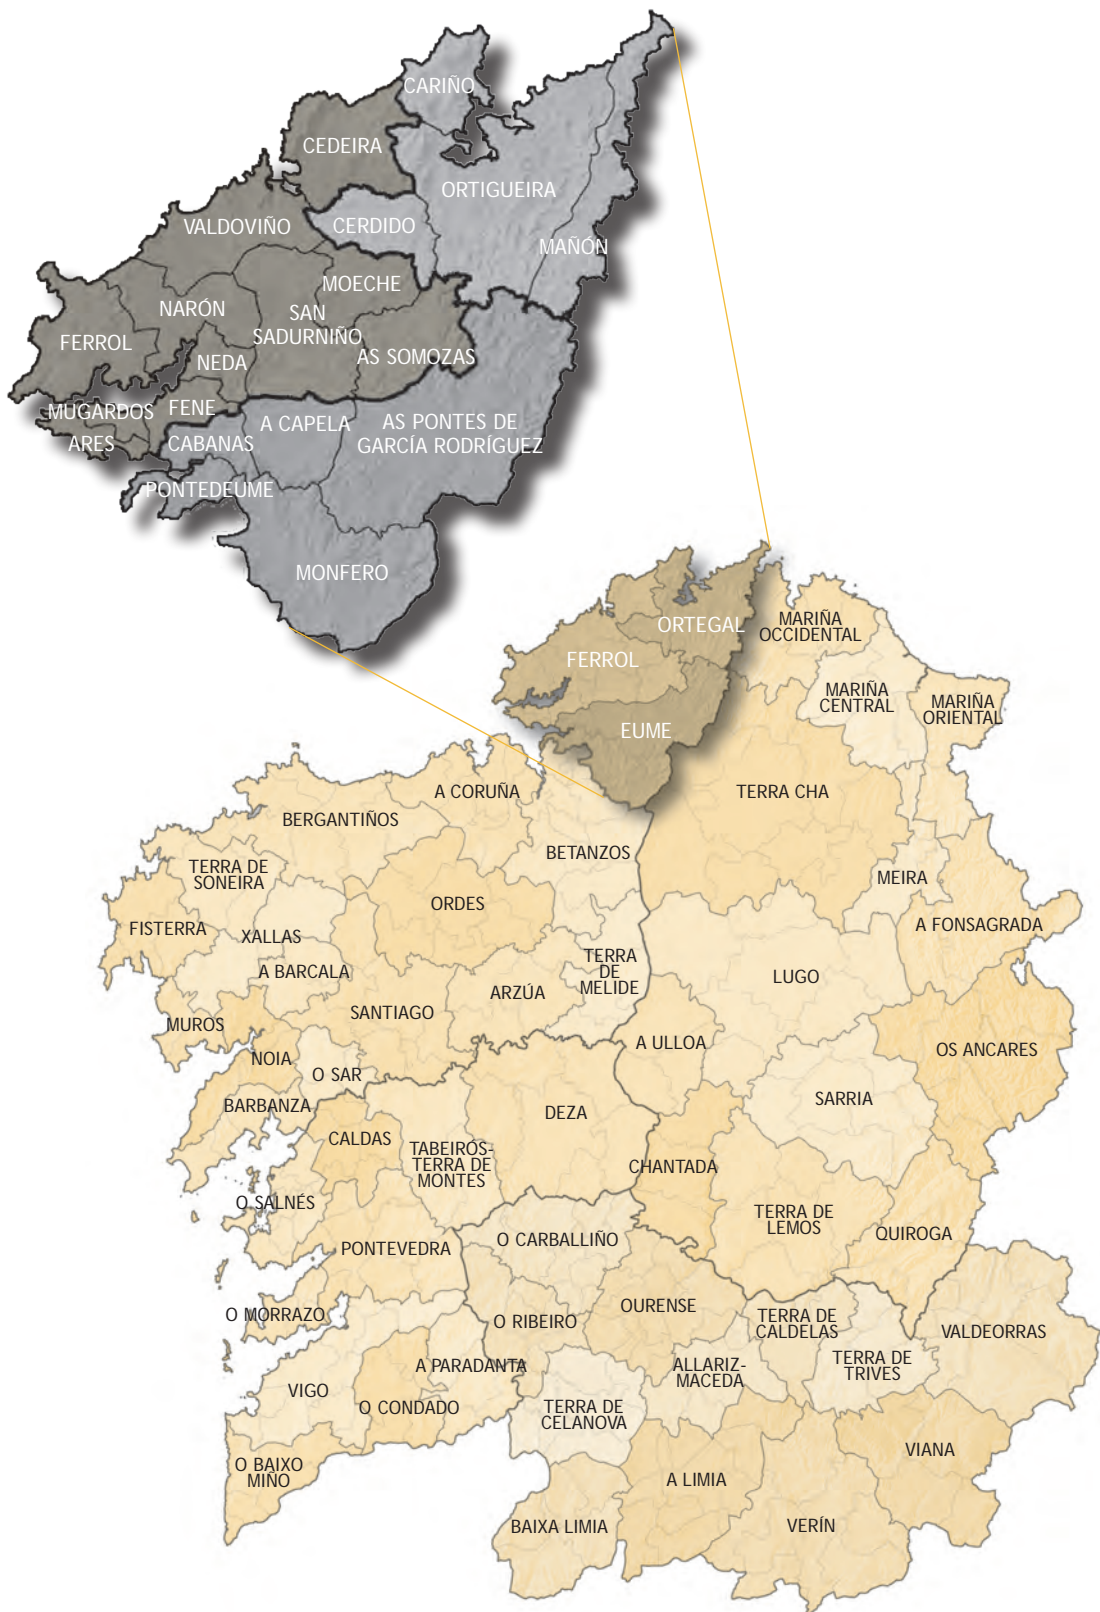 CARIÑO
CEDEIRA
ORTIGUEIRA
VALDOVIÑO
CERDIDO
MAÑÓN
MOECHE
NARÓN
SAN
SADURNIÑO
FERROL
NEDA
AS SOMOZAS
MUGARDOS
FENE
A CAPELA
AS PONTES DE
GARCÍA RODRÍGUEZ
ARES
CABANAS
PONTEDEUME
MONFERO
ORTEGAL
MARIÑA
OCCIDENTAL
FERROL
MARIÑA
CENTRAL
MARIÑA
ORIENTAL
EUME
A CORUÑA
TERRA CHA
BERGANTIÑOS
BETANZOS
TERRA DE
SONEIRA
MEIRA
ORDES
FISTERRA
XALLAS
A FONSAGRADA
A BARCALA
TERRA
DE
MELIDE
LUGO
ARZÚA
SANTIAGO
MUROS
NOIA
A ULLOA
OS ANCARES
O SAR
BARBANZA
SARRIA
DEZA
CALDAS
TABEIRÓS-
TERRA DE
MONTES
CHANTADA
O SALNÉS
TERRA DE
LEMOS
QUIROGA
O CARBALLIÑO
PONTEVEDRA
O MORRAZO
O RIBEIRO
OURENSE
TERRA DE
CALDELAS
VALDEORRAS
A PARADANTA
ALLARIZ-
MACEDA
TERRA DE
TRIVES
VIGO
O CONDADO
TERRA DE
CELANOVA
VIANA
O BAIXO
MIÑO
A LIMIA
BAIXA LIMIA
VERÍN